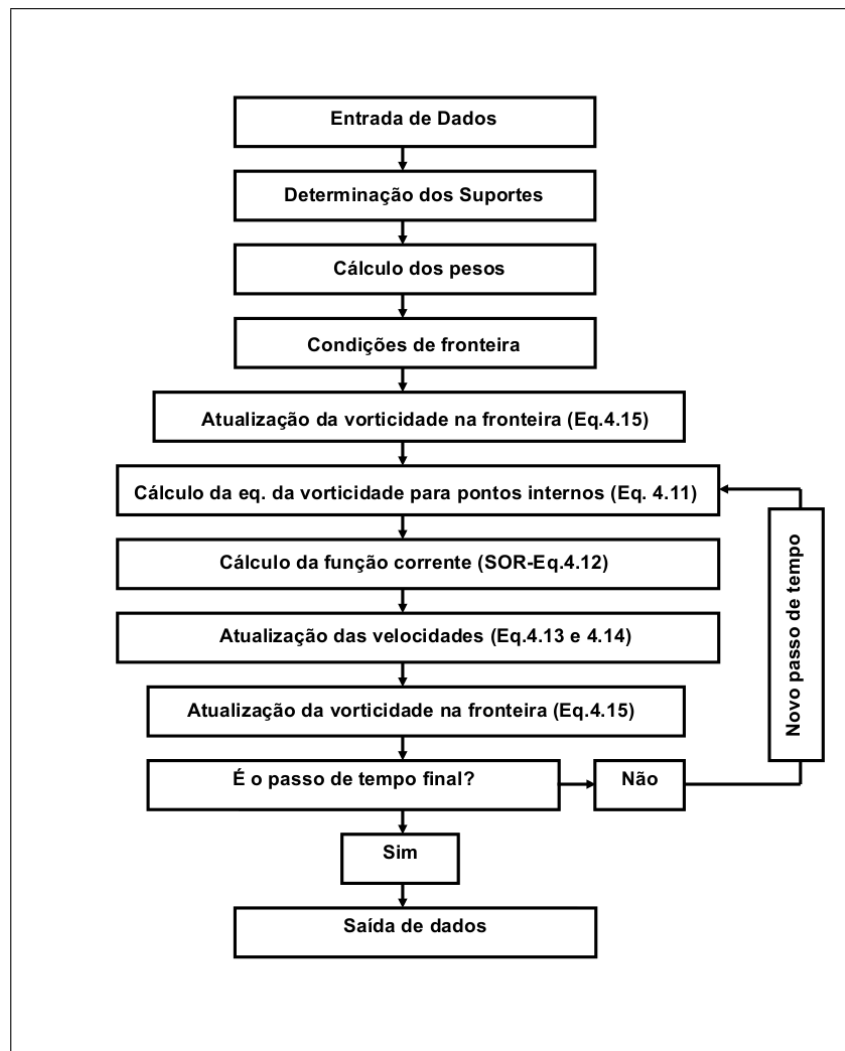 Entrada de Dados
Determinação dos Suportes
Cálculo dos pesos
Condições de fronteira
Atualização da vorticidade na fronteira (Eq.4.15)
Cálculo da eq. da vorticidade para pontos internos (Eq. 4.11)
Cálculo da função corrente (SOR-Eq.4.12)
Atualização das velocidades (Eq.4.13 e 4.14)
Atualização da vorticidade na fronteira (Eq.4.15)
É o passo de tempo final?
Não
Novo passo de tempo
Sim
Saída de dados